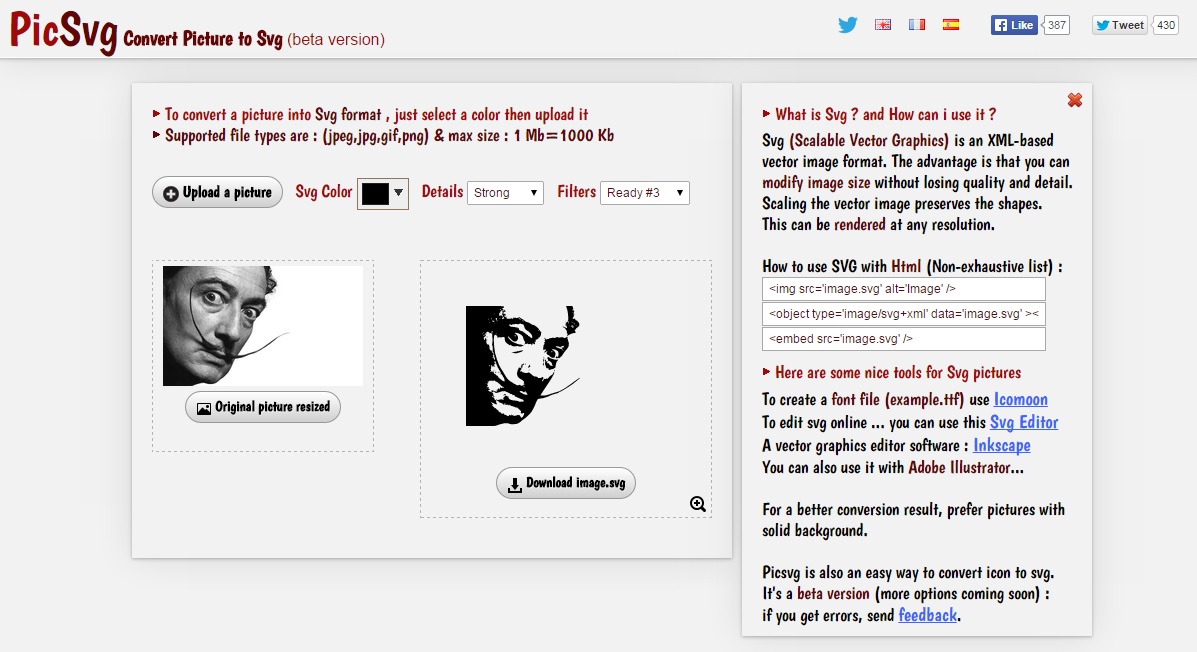 PicSvg Convert Picture to Svg (beta version)
Like 387
Tweet 430
To convert a picture into Svg format , just select a color then upload it
Supported file types are : (jpeg,jpg,gif,png) & max size : 1 Mb=1000 Kb
Upload a picture Svg Color Details Strong Filters Ready #3
Original picture resized
Download image.svg
What is Svg ? and How can i use it ?
Svg (Scalable Vector Graphics) is an XML-based
vector image format. The advantage is that you can
modify image size without losing quality and detail.
Scaling the vector image preserves the shapes.
This can be rendered at any resolution.
How to use SVG with Html (Non-exhaustive list) :
<img src='image.svg' alt='Image' />
<object type='image/svg+xml' data='image.svg' ><
<embed src='image.svg' />
Here are some nice tools for Svg pictures
To create a font file (example.ttf) use Icomoon
To edit svg online ... you can use this Svg Editor
A vector graphics editor software : Inkscape
You can also use it with Adobe Illustrator...
For a better conversion result, prefer pictures with
solid background.
Picsvg is also an easy way to convert icon to svg.
It's a beta version (more options coming soon) :
if you get errors, send feedback.